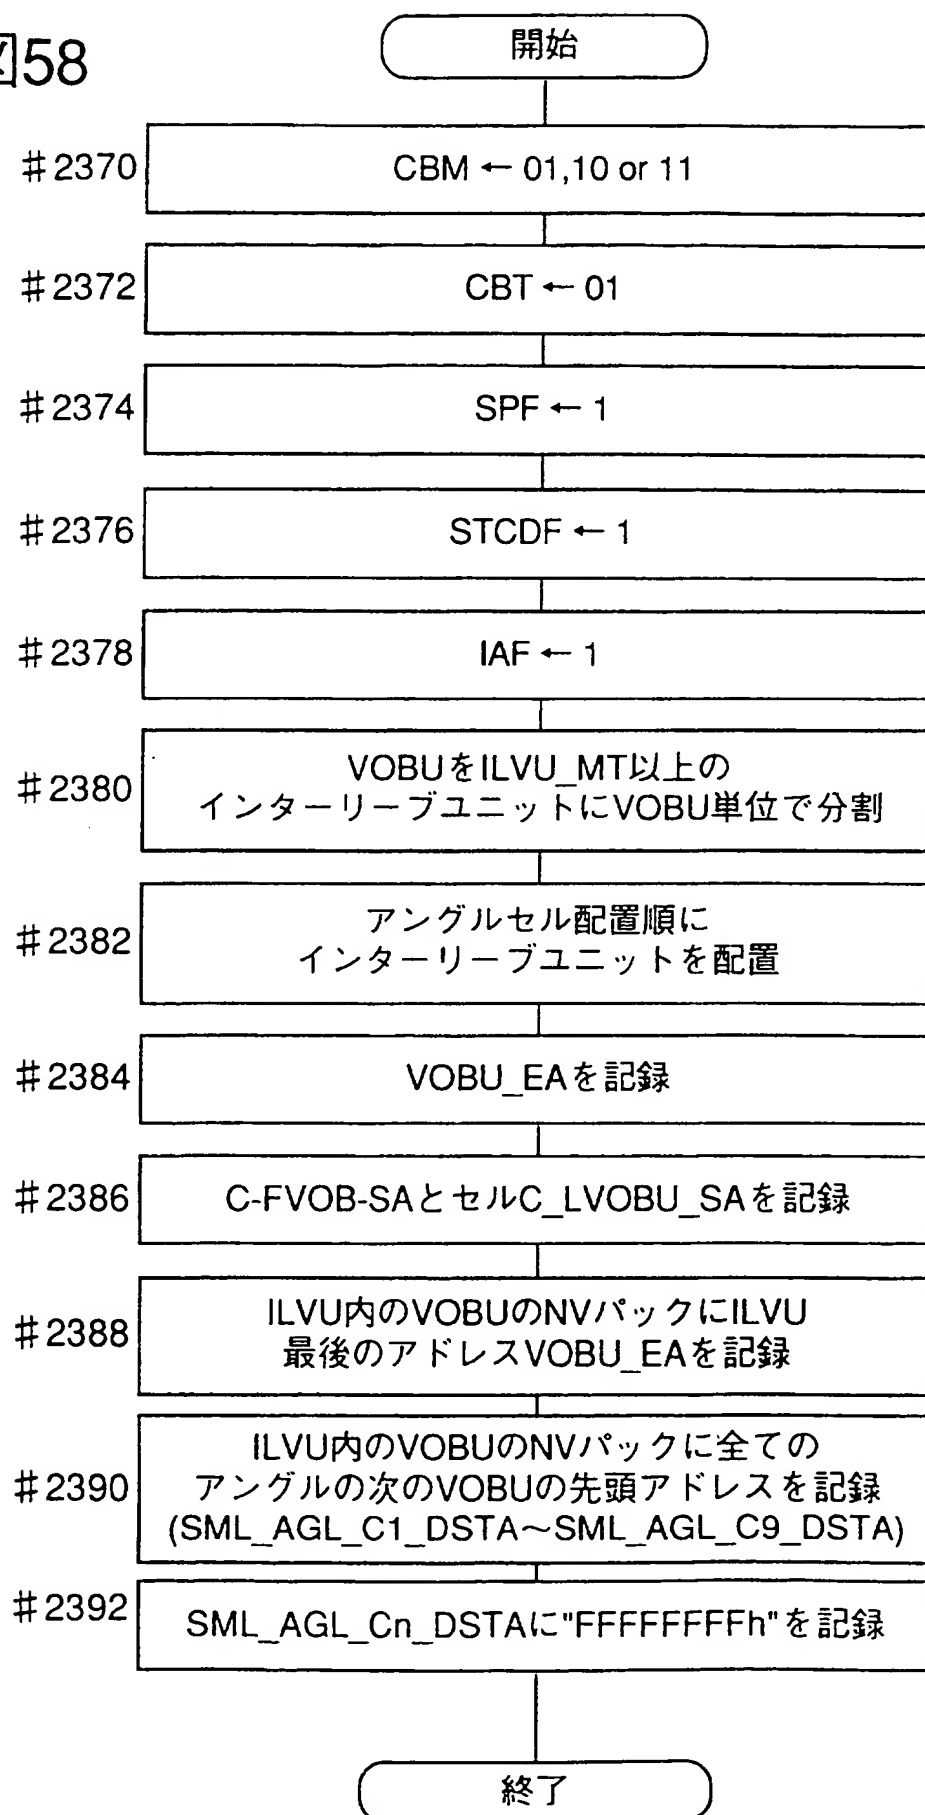 図58
開始
#2370
CBM ← 01,10 or 11
#2372
CBT ← 01
#2374
SPF ← 1
#2376
STCDF ← 1
#2378
IAF ← 1
#2380
VOBUをILVU_MT以上の
インターリーブユニットにVOBU単位で分割
#2382
アングルセル配置順に
インターリーブユニットを配置
#2384
VOBU_EAを記録
#2386
C-FVOB-SAとセルC_LVOBU_SAを記録
#2388
ILVU内のVOBUのNVパックにILVU
最後のアドレスVOBU_EAを記録
#2390
ILVU内のVOBUのNVパックに全ての
アングルの次のVOBUの先頭アドレスを記録
(SML_AGL_C1_DSTA～SML_AGL_C9_DSTA)
#2392
SML_AGL_Cn_DSTAに"FFFFFFFFh"を記録
終了